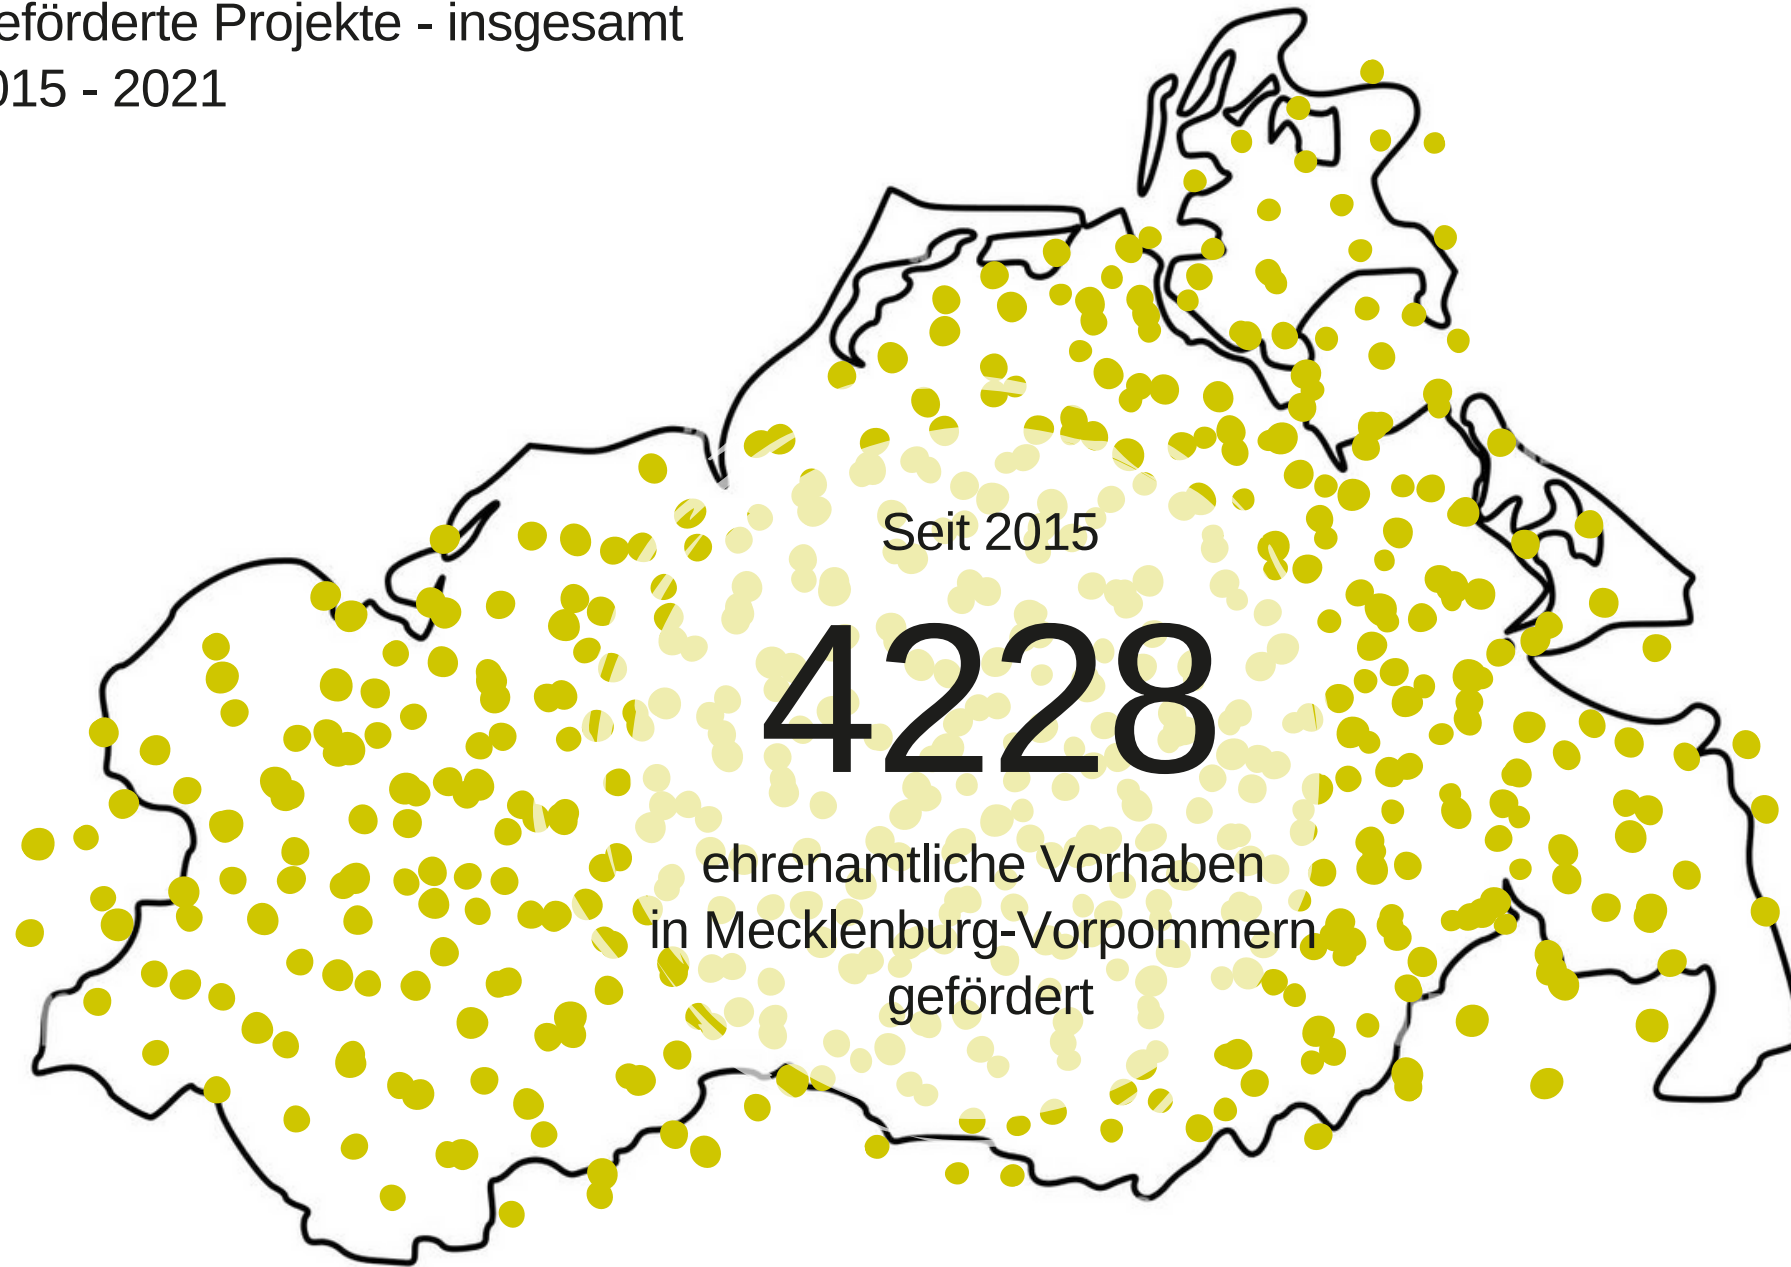 eförderte Projekte - insgesamt
015 - 2021
Seit 2015
4228
ehrenamtliche Vorhaben
in Mecklenburg-Vorpommern
gefördert